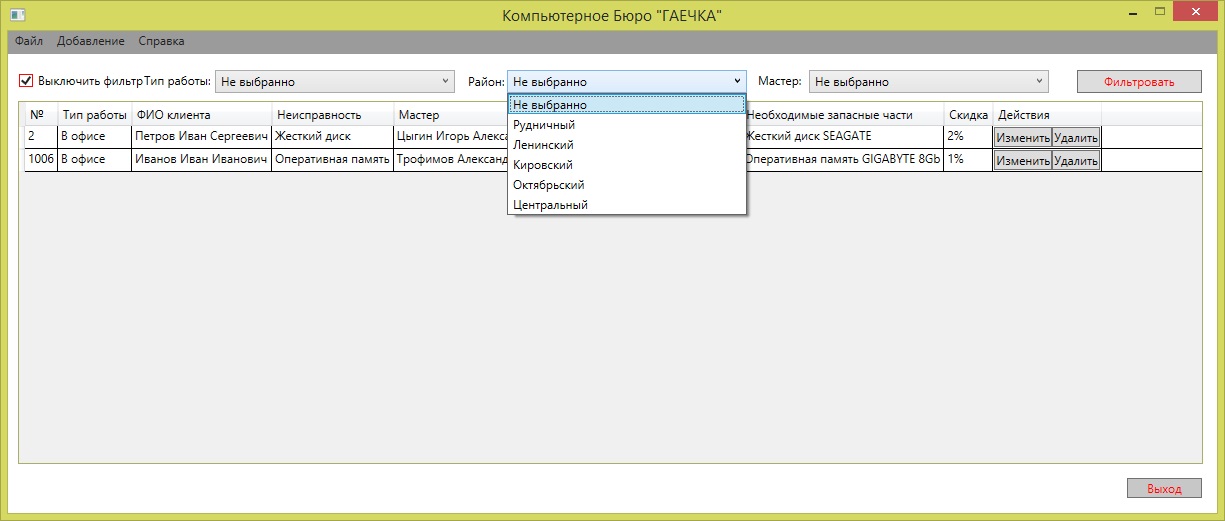 Компьютерное Бюро "ГАЕЧКА"
Файл Добавление Справка
Выключить фильтр Тип работы: Не выбранно Район: Не выбранно Мастер: Не выбранно Фильтровать
Не выбранно
Рудничный
Ленинский
Кировский
Октябрьский
Центральный
№ Тип работы ФИО клиента Неисправность Мастер Необходимые запасные части Скидка Действия
2 В офисе Петров Иван Сергеевич Жесткий диск Цыгин Игорь Алекса Жесткий диск SEAGATE 2% Изменить Удалить
1006 В офисе Иванов Иван Иванович Оперативная память Трофимов Александ Оперативная память GIGABYTE 8Gb 1% Изменить Удалить
Выход